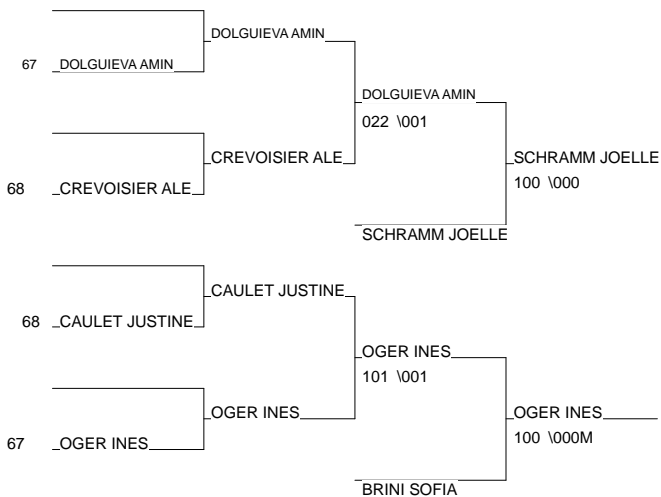 DOLGUIEVA AMIN
67 DOLGUIEVA AMIN
DOLGUIEVA AMIN
022 \001
CREVOISIER ALE
SCHRAMM JOELLE
68 CREVOISIER ALE
100 \000
SCHRAMM JOELLE
CAULET JUSTINE
68 CAULET JUSTINE
OGER INES
101 \001
OGER INES
OGER INES
67 OGER INES
100 \000M
BRINI SOFIA